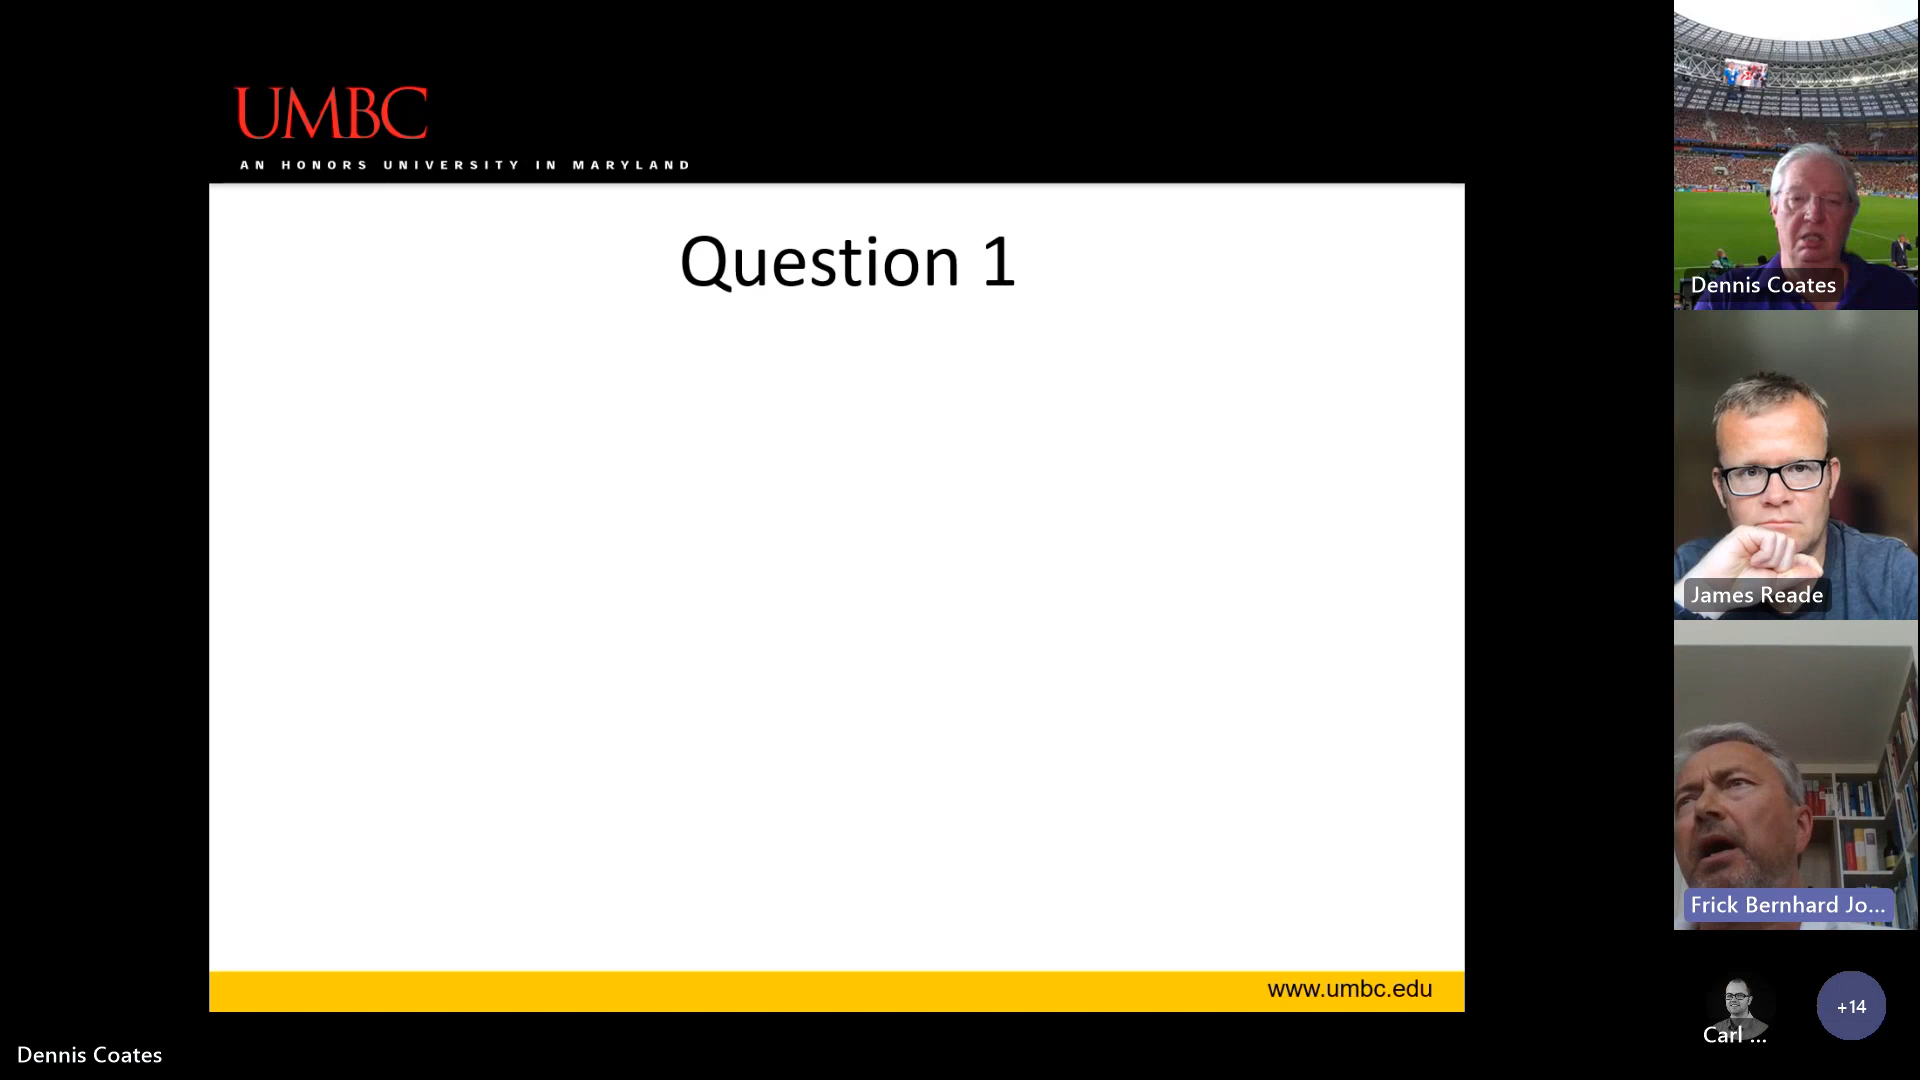 UMBC
AN HONORS UNIVERSITY IN MARYLAND
Question 1
www.umbc.edu
Dennis Coates
James Reade
Frick Bernhard Jo...
Carl ...
+14
Dennis Coates